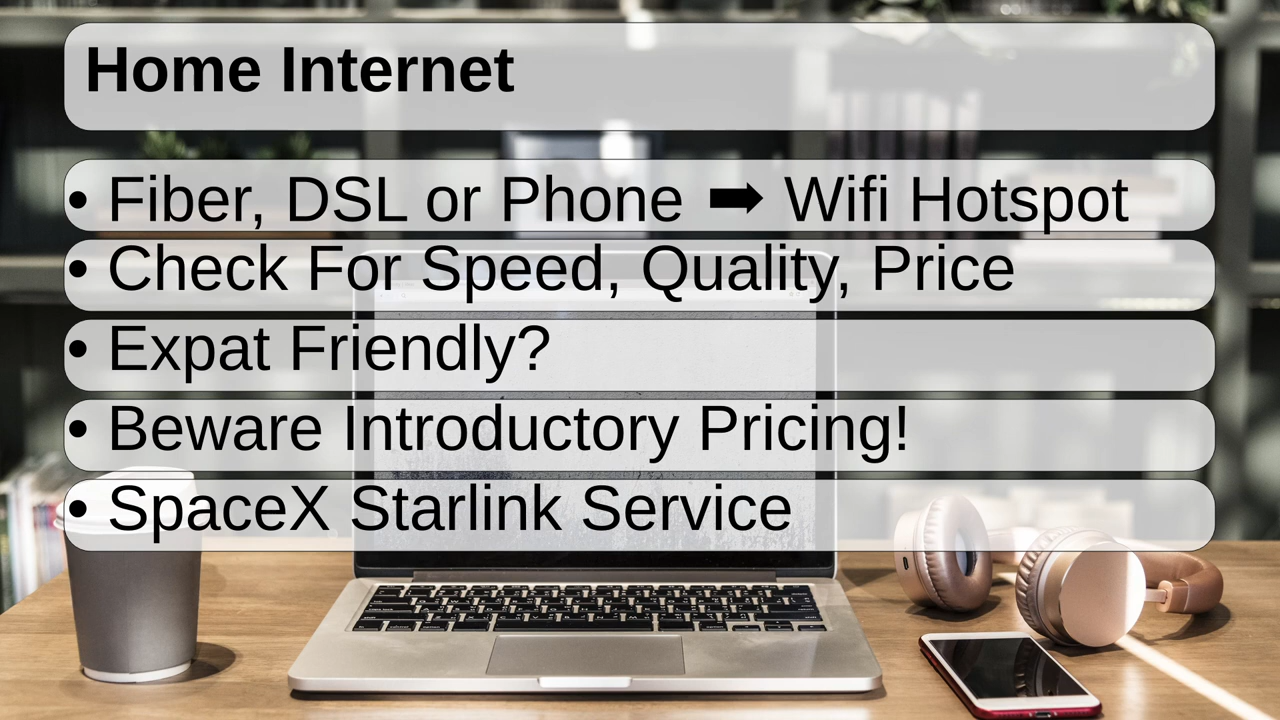 Home Internet
• Fiber, DSL or Phone ➡ Wifi Hotspot
• Check For Speed, Quality, Price
• Expat Friendly?
• Beware Introductory Pricing!
• SpaceX Starlink Service